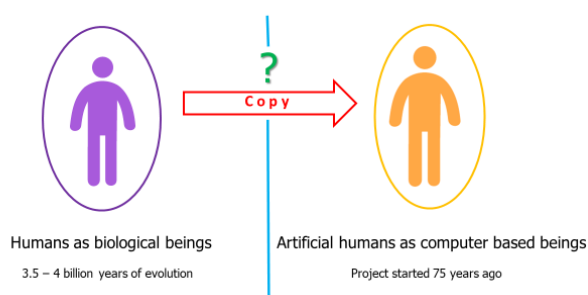 ?
Copy
Humans as biological beings
Artificial humans as computer based beings
3.5 – 4 billion years of evolution
Project started 75 years ago